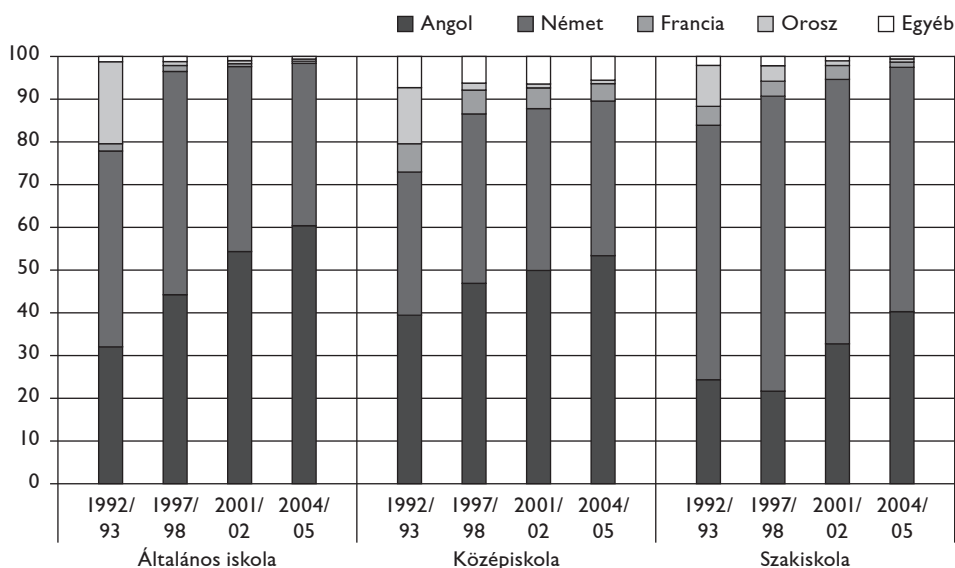 Angol Német Francia Orosz Egyéb
100
90
80
70
60
50
40
30
20
10
0
1992/ 1997/ 2001/ 2004/ 1992/ 1997/ 2001/ 2004/ 1992/ 1997/ 2001/ 2004/
93 98 02 05 93 98 02 05 93 98 02 05
Általános iskola Középiskola Szakiskola